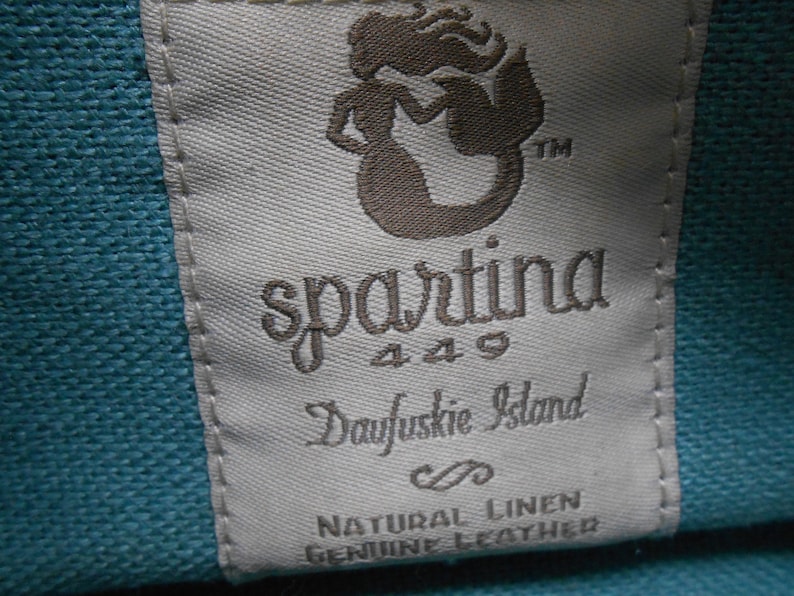 TM
spartina
449
Daufuskie Island
NATURAL LINEN
GENUINE LEATHER